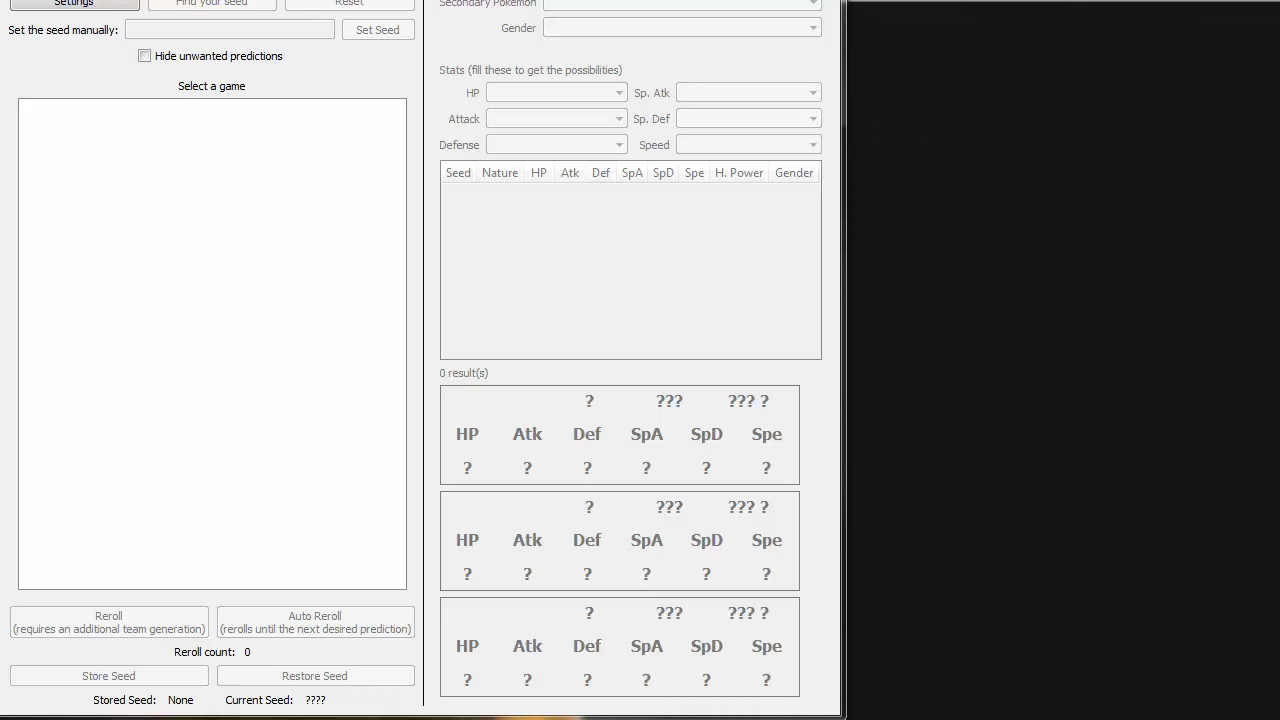 Settings
Find your seed
Reset
Set the seed manually:
Set Seed
Hide unwanted predictions
Select a game
Reroll
(requires an additional team generation)
Auto Reroll
(rerolls until the next desired prediction)
Reroll count: 0
Store Seed
Restore Seed
Stored Seed: None
Current Seed: ????
Secondary Pokemon
Gender
Stats (fill these to get the possibilities)
HP
Sp. Atk
Attack
Sp. Def
Defense
Speed
Seed Nature HP Atk Def SpA SpD Spe H. Power Gender
0 result(s)
? ??? ??? ?
HP Atk Def SpA SpD Spe
? ? ? ? ? ?
? ??? ??? ?
HP Atk Def SpA SpD Spe
? ? ? ? ? ?
? ??? ??? ?
HP Atk Def SpA SpD Spe
? ? ? ? ? ?